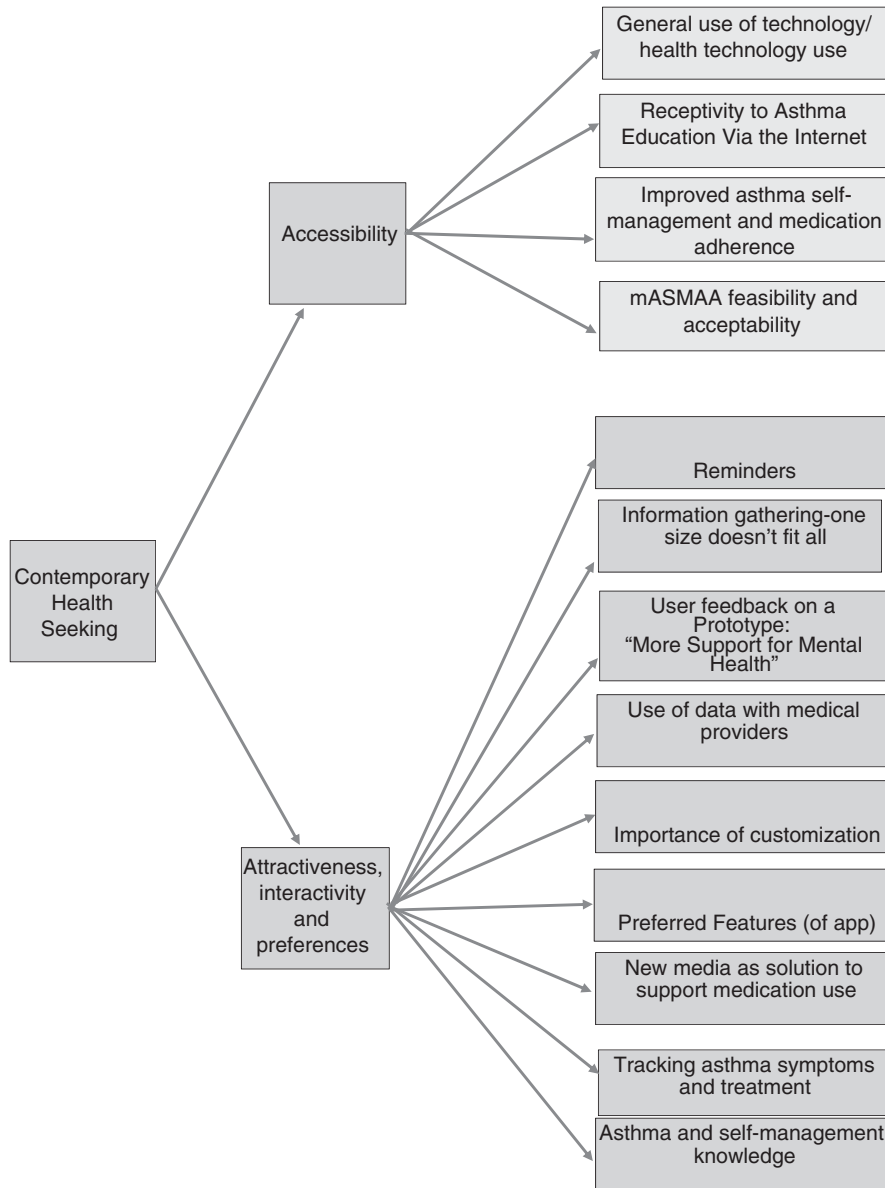 General use of technology/
health technology use
Receptivity to Asthma
Education Via the Internet
Accessibility
Improved asthma self-
management and medication
adherence
mASMAA feasibility and
acceptability
Reminders
Information gathering-one
size doesn’t fit all
Contemporary
Health
Seeking
User feedback on a
Prototype:
“More Support for Mental
Health”
Use of data with medical
providers
Importance of customization
Attractiveness,
interactivity
and
preferences
Preferred Features (of app)
New media as solution to
support medication use
Tracking asthma symptoms
and treatment
Asthma and self-management
knowledge